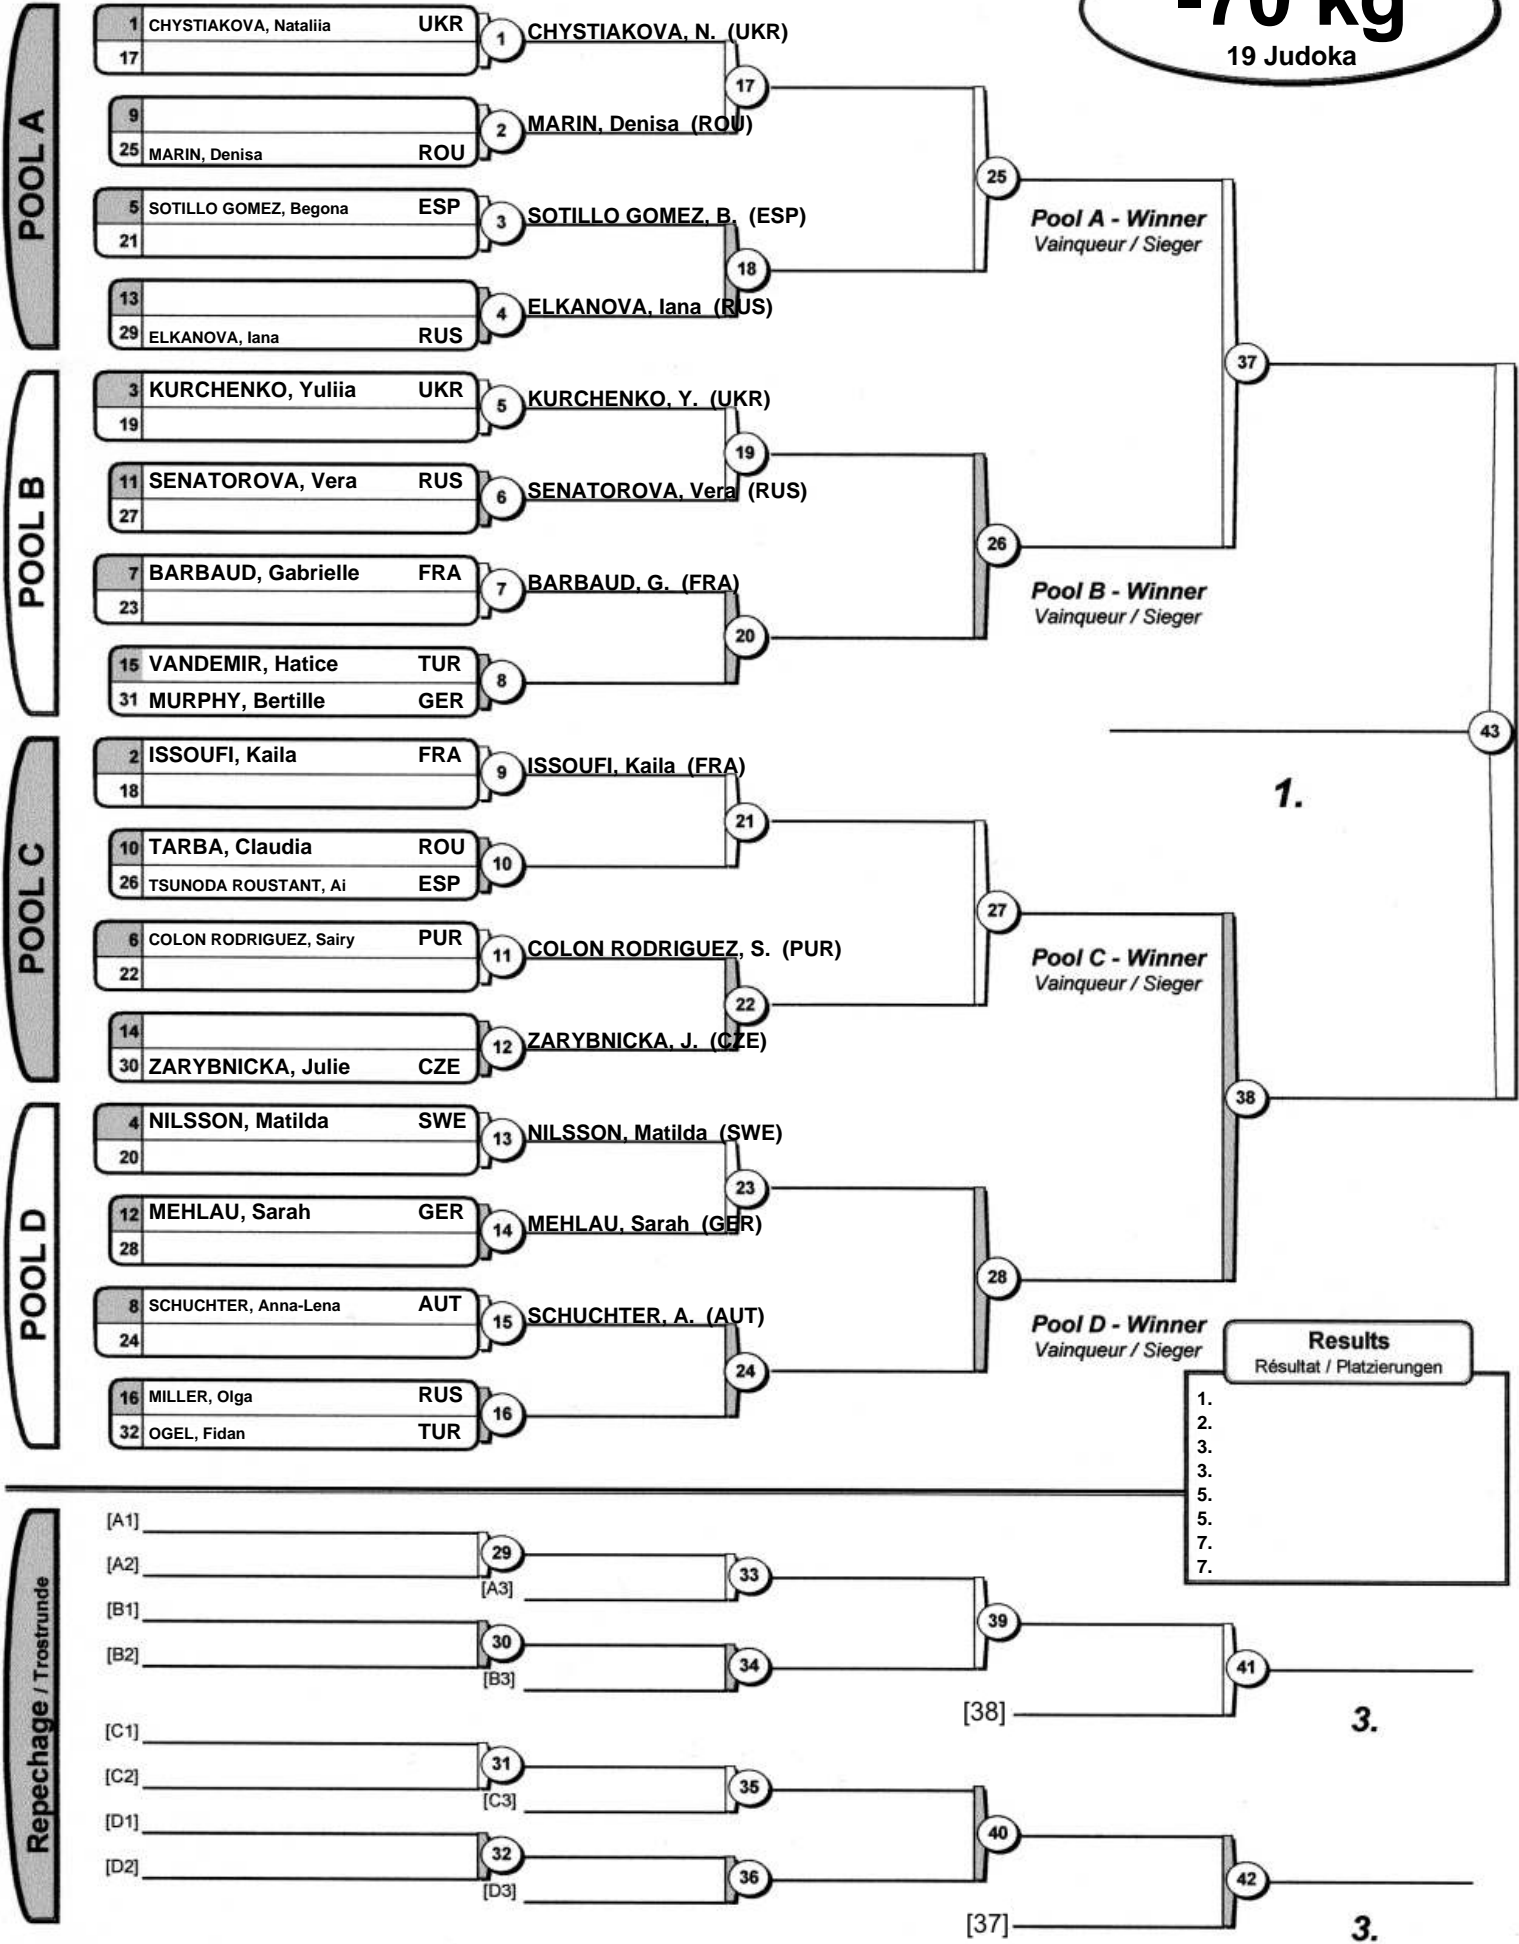 -70 kg
19 Judoka
POOL A
1 CHYSTIAKOVA, Nataliia UKR
17
1 CHYSTIAKOVA, N. (UKR)
9
25 MARIN, Denisa ROU
2 MARIN, Denisa (ROU)
17
5 SOTILLO GOMEZ, Begona ESP
21
3 SOTILLO GOMEZ, B. (ESP)
13
29 ELKANOVA, Iana RUS
4 ELKANOVA, Iana (RUS)
18
25
Pool A - Winner
Vainqueur / Sieger
POOL B
3 KURCHENKO, Yuliia UKR
19
5 KURCHENKO, Y. (UKR)
11 SENATOROVA, Vera RUS
27
6 SENATOROVA, Vera (RUS)
19
7 BARBAUD, Gabrielle FRA
23
7 BARBAUD, G. (FRA)
15 VANDEMIR, Hatice TUR
31 MURPHY, Bertille GER
8
20
26
Pool B - Winner
Vainqueur / Sieger
37
POOL C
2 ISSOUFI, Kaila FRA
18
9 ISSOUFI, Kaila (FRA)
10 TARBA, Claudia ROU
26 TSUNODA ROUSTANT, Ai ESP
10
21
6 COLON RODRIGUEZ, Sairy PUR
22
11 COLON RODRIGUEZ, S. (PUR)
14
30 ZARYBNICKA, Julie CZE
12 ZARYBNICKA, J. (CZE)
22
27
Pool C - Winner
Vainqueur / Sieger
43
1.
POOL D
4 NILSSON, Matilda SWE
20
13 NILSSON, Matilda (SWE)
12 MEHLAU, Sarah GER
28
14 MEHLAU, Sarah (GER)
23
8 SCHUCHTER, Anna-Lena AUT
24
15 SCHUCHTER, A. (AUT)
16 MILLER, Olga RUS
32 OGEL, Fidan TUR
16
24
28
Pool D - Winner
Vainqueur / Sieger
38
Results
Résultat / Platzierungen
1.
2.
3.
3.
5.
5.
7.
7.
Repechage / Trostrunde
[A1]
[A2]
29
[A3]
33
[B1]
[B2]
30
[B3]
34
39
[38]
41
3.
[C1]
[C2]
31
[C3]
35
[D1]
[D2]
32
[D3]
36
40
[37]
42
3.